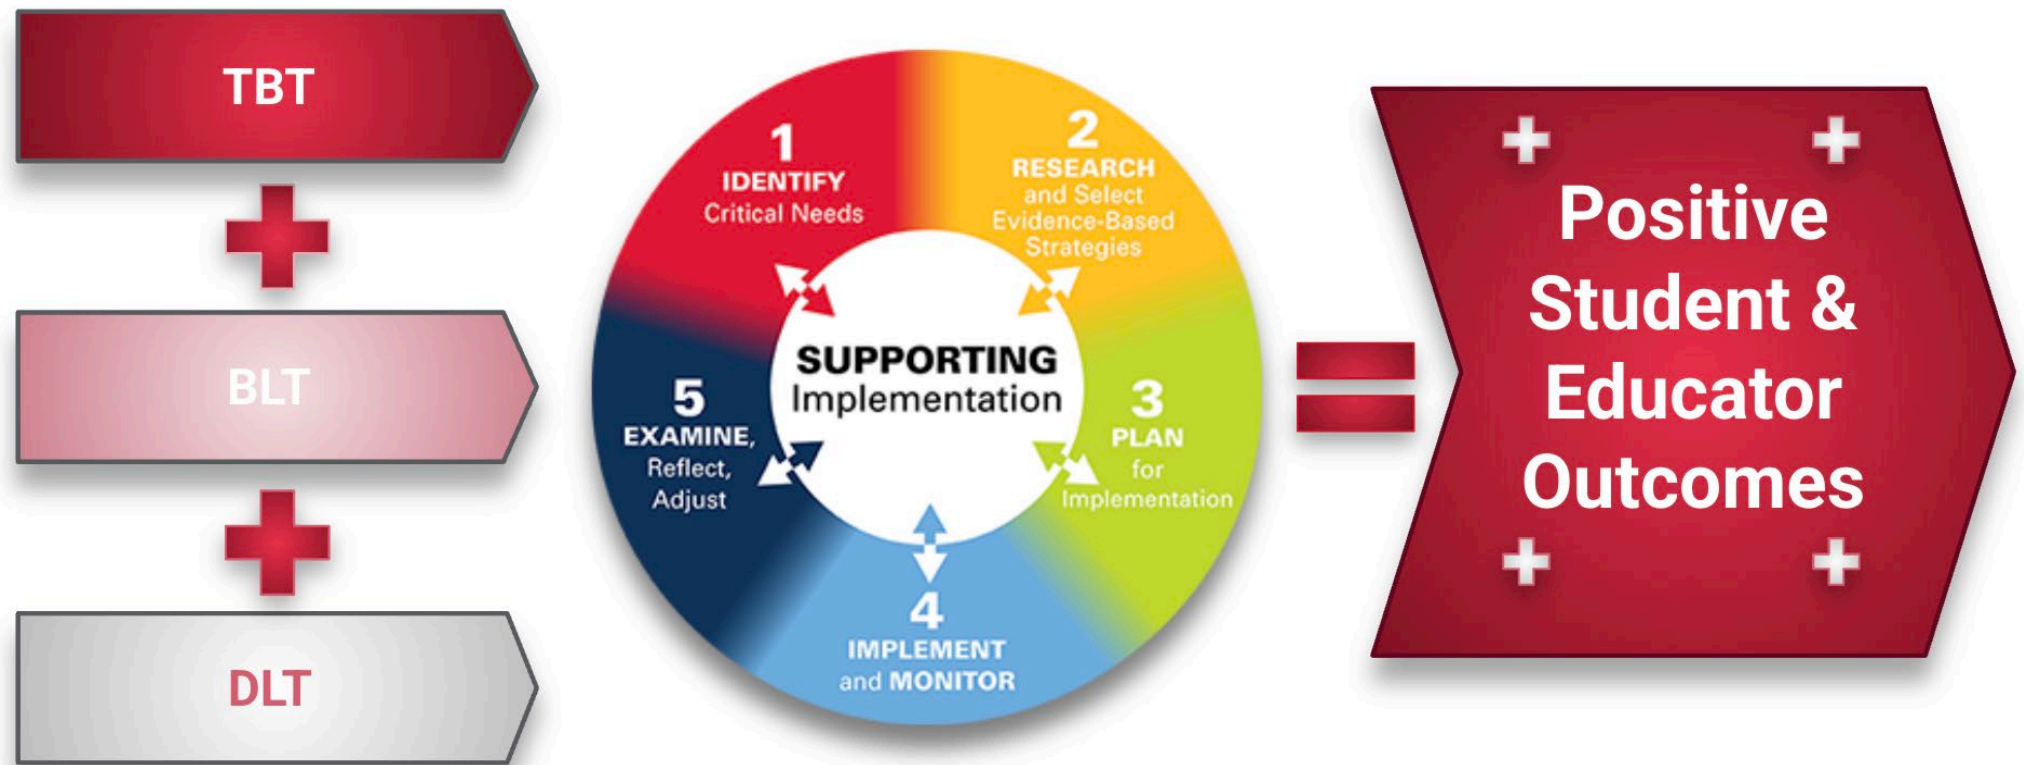 TBT
BLT
DLT
1
IDENTIFY
Critical Needs
2
RESEARCH
and Select
Evidence-Based
Strategies
3
PLAN
for
Implementation
4
IMPLEMENT
and MONITOR
5
EXAMINE,
Reflect,
Adjust
SUPPORTING
Implementation
Positive
Student &
Educator
Outcomes